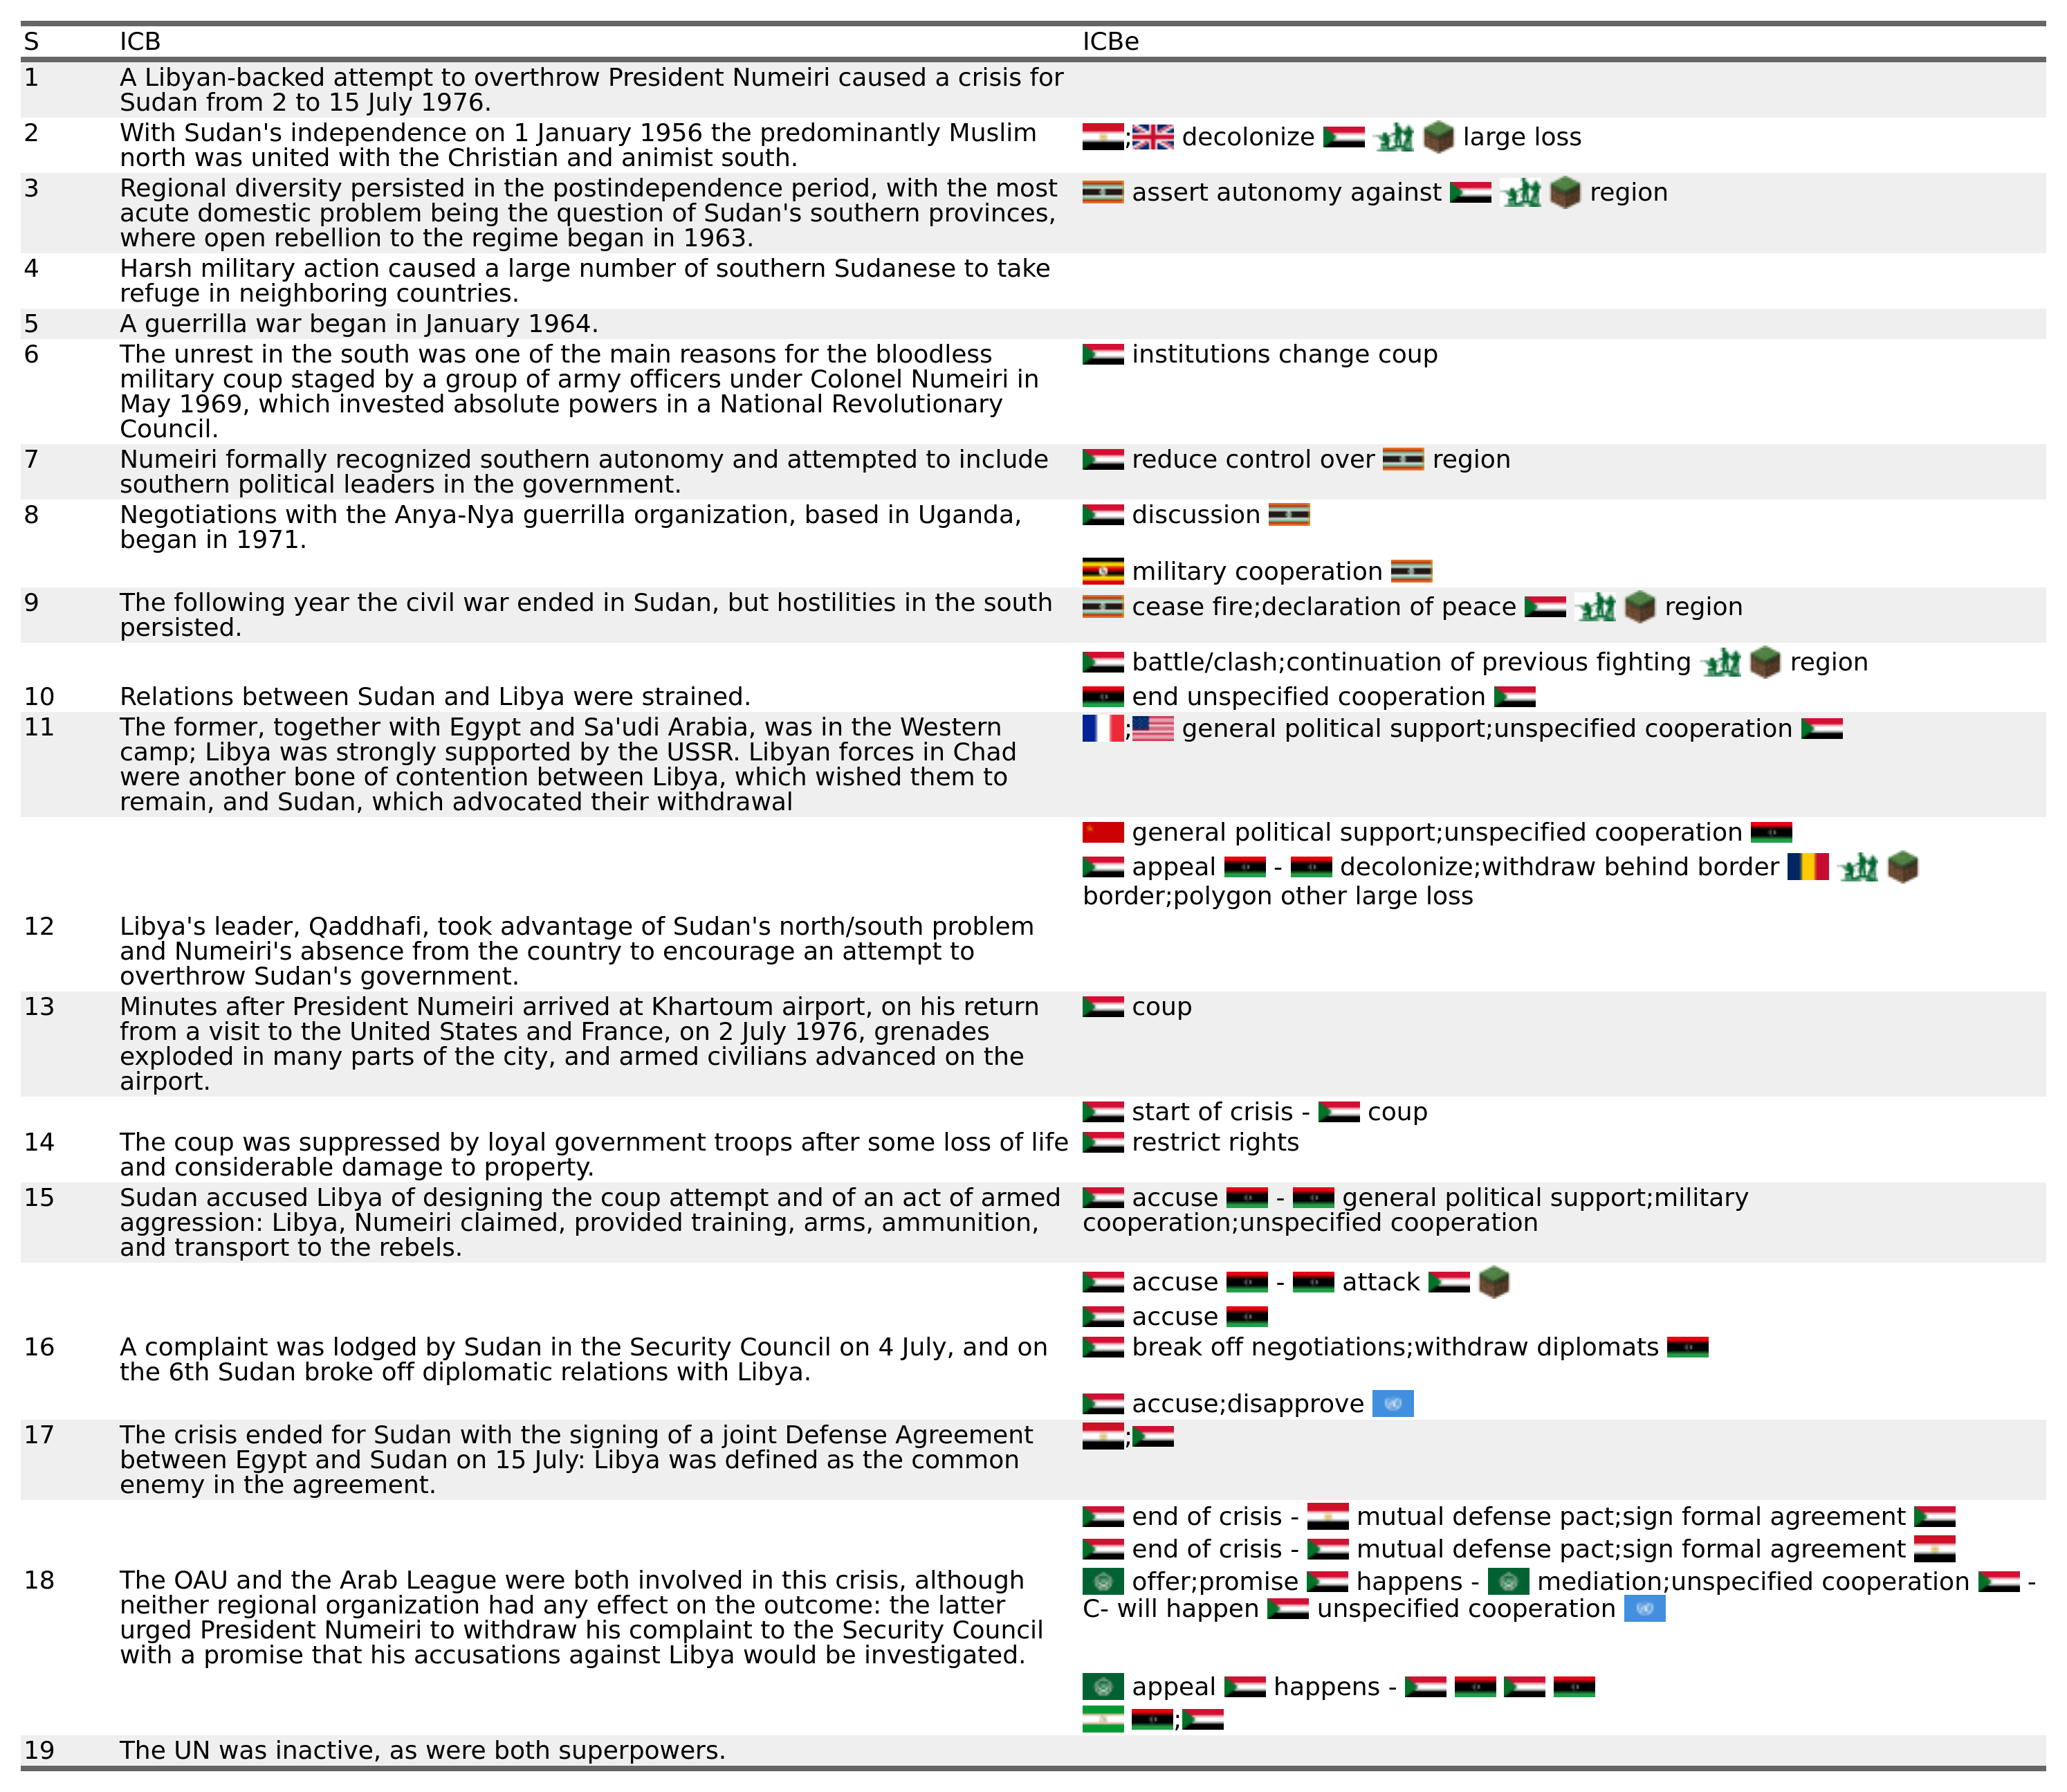 S ICB ICBe
1 A Libyan-backed attempt to overthrow President Numeiri caused a crisis for
Sudan from 2 to 15 July 1976.
2 With Sudan's independence on 1 January 1956 the predominantly Muslim
north was united with the Christian and animist south.
; decolonize large loss
3 Regional diversity persisted in the postindependence period, with the most
acute domestic problem being the question of Sudan's southern provinces,
where open rebellion to the regime began in 1963.
assert autonomy against region
4 Harsh military action caused a large number of southern Sudanese to take
refuge in neighboring countries.
5 A guerrilla war began in January 1964.
6 The unrest in the south was one of the main reasons for the bloodless
military coup staged by a group of army officers under Colonel Numeiri in
May 1969, which invested absolute powers in a National Revolutionary
Council.
institutions change coup
7 Numeiri formally recognized southern autonomy and attempted to include
southern political leaders in the government.
reduce control over region
8 Negotiations with the Anya-Nya guerrilla organization, based in Uganda,
began in 1971.
discussion
military cooperation
9 The following year the civil war ended in Sudan, but hostilities in the south
persisted.
cease fire;declaration of peace region
battle/clash;continuation of previous fighting region
10 Relations between Sudan and Libya were strained.
end unspecified cooperation
11 The former, together with Egypt and Sa'udi Arabia, was in the Western
camp; Libya was strongly supported by the USSR. Libyan forces in Chad
were another bone of contention between Libya, which wished them to
remain, and Sudan, which advocated their withdrawal
; general political support;unspecified cooperation
general political support;unspecified cooperation
appeal - decolonize;withdraw behind border
border;polygon other large loss
12 Libya's leader, Qaddhafi, took advantage of Sudan's north/south problem
and Numeiri's absence from the country to encourage an attempt to
overthrow Sudan's government.
13 Minutes after President Numeiri arrived at Khartoum airport, on his return
from a visit to the United States and France, on 2 July 1976, grenades
exploded in many parts of the city, and armed civilians advanced on the
airport.
coup
start of crisis - coup
14 The coup was suppressed by loyal government troops after some loss of life
and considerable damage to property.
restrict rights
15 Sudan accused Libya of designing the coup attempt and of an act of armed
aggression: Libya, Numeiri claimed, provided training, arms, ammunition,
and transport to the rebels.
accuse - general political support;military
cooperation;unspecified cooperation
accuse - attack
accuse
16 A complaint was lodged by Sudan in the Security Council on 4 July, and on
the 6th Sudan broke off diplomatic relations with Libya.
break off negotiations;withdraw diplomats
accuse;disapprove
17 The crisis ended for Sudan with the signing of a joint Defense Agreement
between Egypt and Sudan on 15 July: Libya was defined as the common
enemy in the agreement.
;
end of crisis - mutual defense pact;sign formal agreement
end of crisis - mutual defense pact;sign formal agreement
18 The OAU and the Arab League were both involved in this crisis, although
neither regional organization had any effect on the outcome: the latter
urged President Numeiri to withdraw his complaint to the Security Council
with a promise that his accusations against Libya would be investigated.
offer;promise happens - mediation;unspecified cooperation -
C- will happen unspecified cooperation
appeal happens -
;
19 The UN was inactive, as were both superpowers.